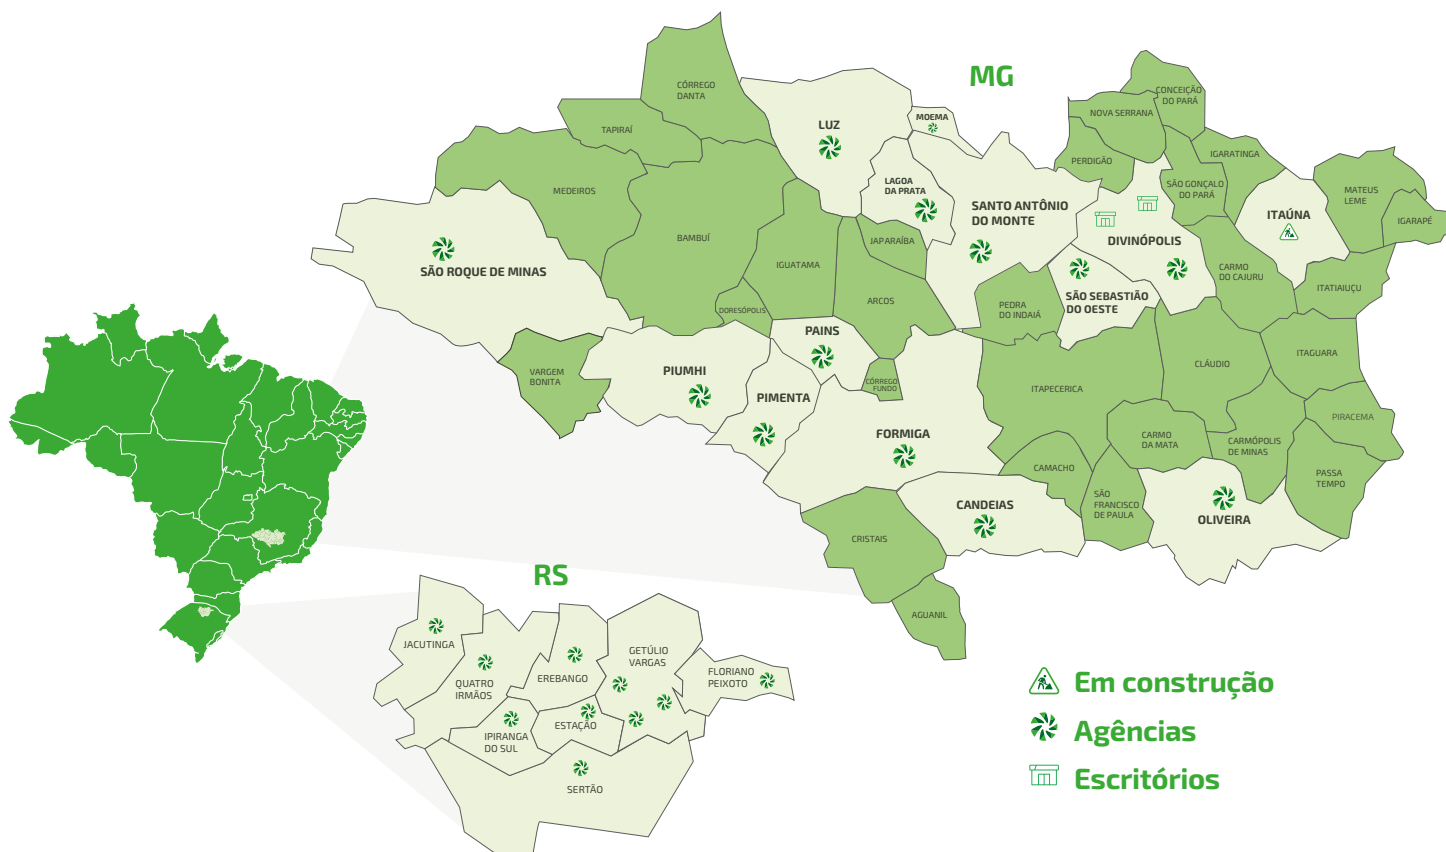 MG
CÓRREGO
DANTA
TAPIRAÍ
LUZ
MOEMA
CONCEIÇÃO
DO PARÁ
NOVA SERRANA
PERDIGÃO
IGARATINGA
SÃO GONÇALO
DO PARÁ
MATEUS
LEME
IGARAPÉ
MEDEIROS
LAGOA
DA PRATA
SANTO ANTÔNIO
DO MONTE
ITAÚNA
BAMBUÍ
JAPARAÍBA
DIVINÓPOLIS
SÃO ROQUE DE MINAS
IGUATAMA
CARMO
DO CAJURU
ITATIAIUÇU
ARCOS
PEDRA
DO INDAIÁ
SÃO SEBASTIÃO
DO OESTE
DORESÓPOLIS
PAINS
ITAGUARA
CLÁUDIO
VARGEM
BONITA
PIUMHI
PIMENTA
CÓRREGO
FUNDO
ITAPECERICA
PIRACEMA
FORMIGA
CARMO
DA MATA
CARMÓPOLIS
DE MINAS
CAMACHO
PASSA
TEMPO
SÃO
FRANCISCO
DE PAULA
CANDEIAS
OLIVEIRA
CRISTAIS
AGUANIL
RS
JACUTINGA
QUATRO
IRMÃOS
EREBANGO
GETÚLIO
VARGAS
FLORIANO
PEIXOTO
IPIRANGA
DO SUL
ESTAÇÃO
SERTÃO
Em construção
Agências
Escritórios